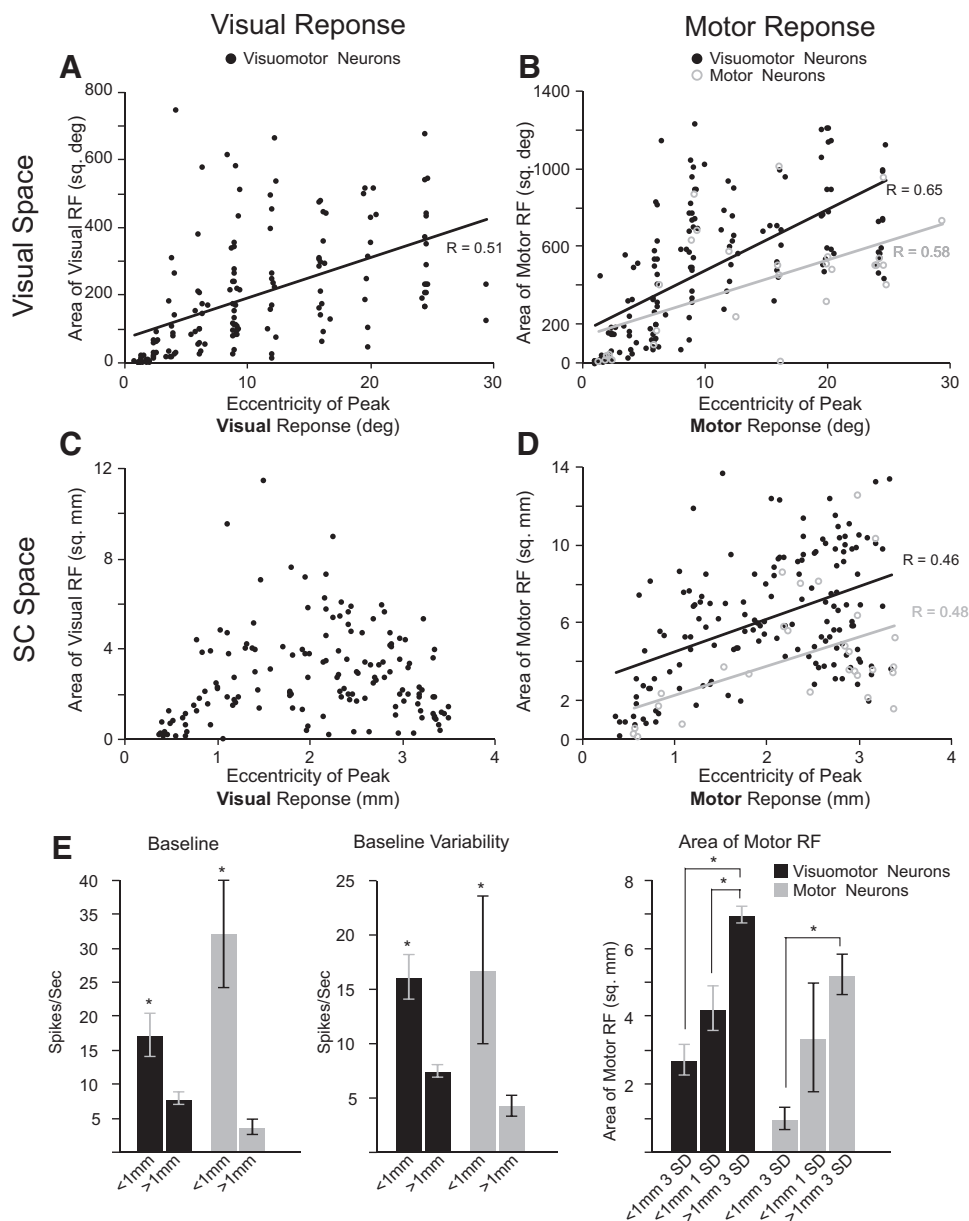 Visual Reponse
Motor Reponse
A
● Visuomotor Neurons
B
● Visuomotor Neurons
○ Motor Neurons
Visual Space
Area of Visual RF (sq. deg)
800
600
400
200
0
R = 0.51
0 10 20 30
Eccentricity of Peak
Visual Reponse (deg)
Area of Motor RF (sq. deg)
1400
1000
600
200
0
R = 0.65
R = 0.58
0 10 20 30
Eccentricity of Peak
Motor Reponse (deg)
C
D
SC Space
Area of Visual RF (sq. mm)
12
8
4
2
0
0 1 2 3 4
Eccentricity of Peak
Visual Reponse (mm)
Area of Motor RF (sq. mm)
14
10
6
2
0
R = 0.46
R = 0.48
0 1 2 3 4
Eccentricity of Peak
Motor Reponse (mm)
E
Baseline
Spikes/Sec
40
35
30
25
20
15
10
5
*
*
<1mm >1mm <1mm >1mm
Baseline Variability
Spikes/Sec
25
20
15
10
5
*
*
<1mm >1mm <1mm >1mm
Area of Motor RF
Visuomotor Neurons
Motor Neurons
Area of Motor RF (sq. mm)
8
6
4
2
*
*
*
<1mm 3 SD <1mm 1 SD >1mm 3 SD <1mm 3 SD <1mm 1 SD >1mm 3 SD